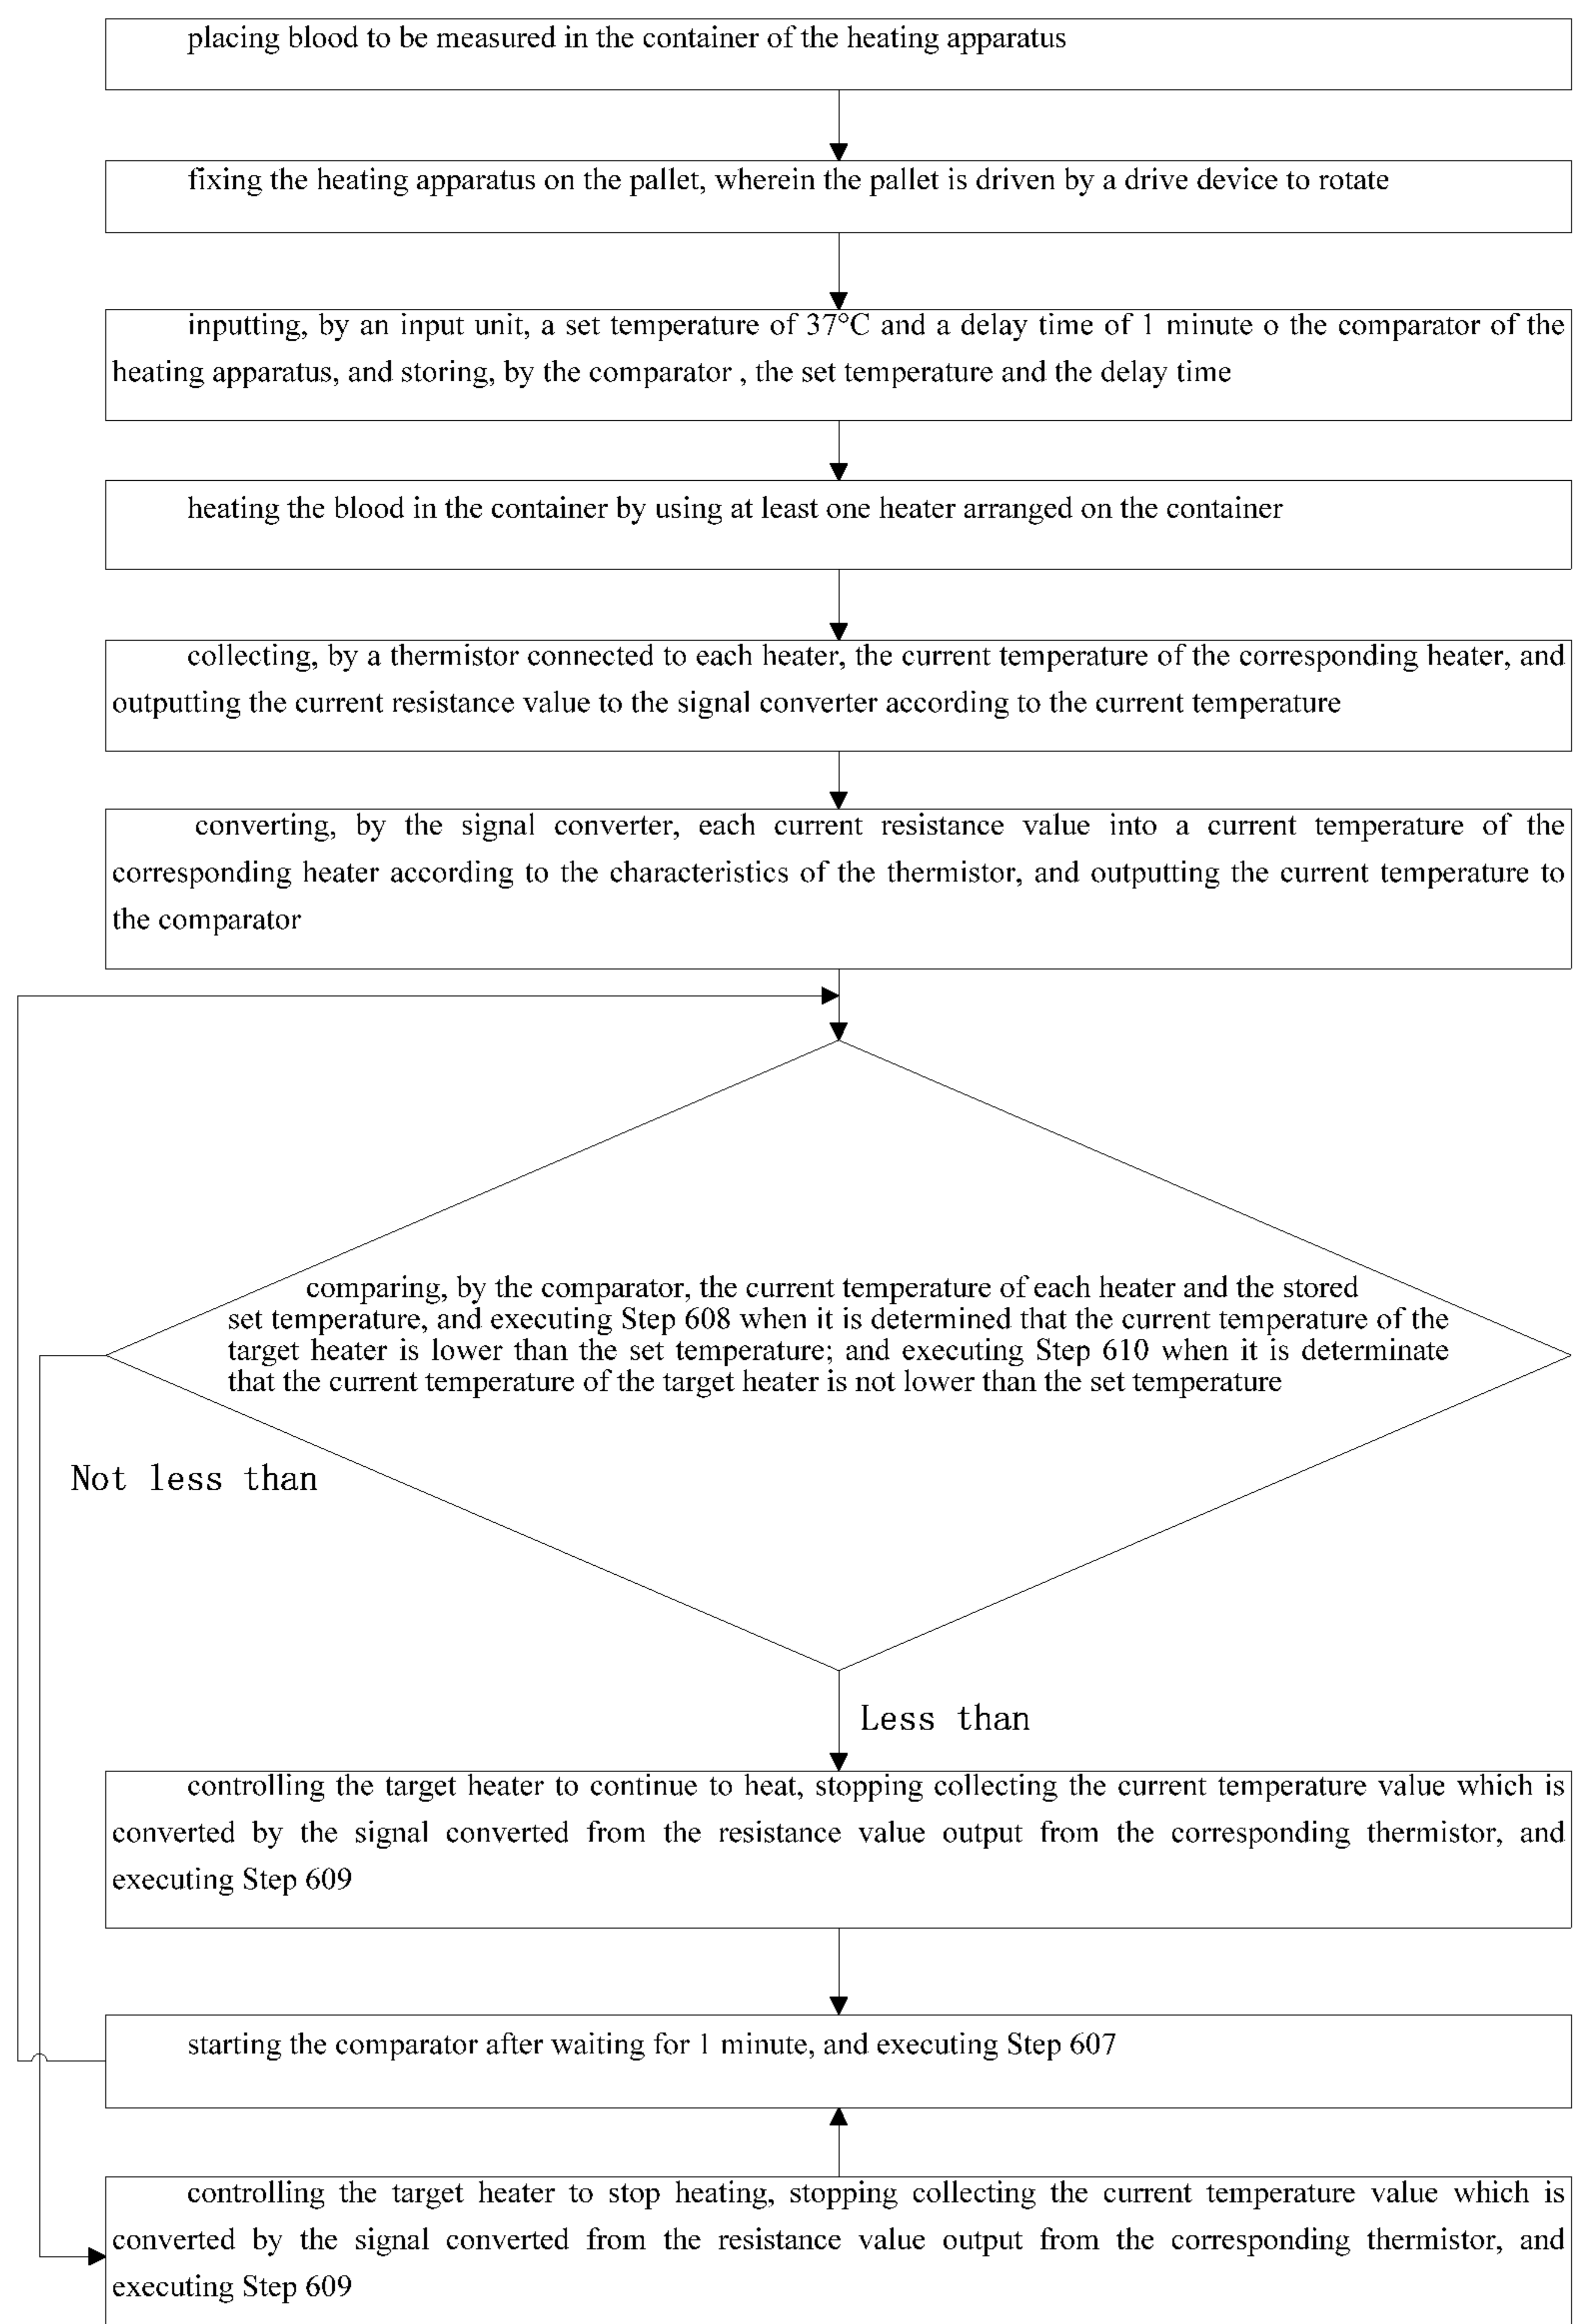 placing blood to be measured in the container of the heating apparatus
fixing the heating apparatus on the pallet, wherein the pallet is driven by a drive device to rotate
inputting, by an input unit, a set temperature of 37°C and a delay time of 1 minute o the comparator of the
heating apparatus, and storing, by the comparator , the set temperature and the delay time
heating the blood in the container by using at least one heater arranged on the container
collecting, by a thermistor connected to each heater, the current temperature of the corresponding heater, and
outputting the current resistance value to the signal converter according to the current temperature
converting, by the signal converter, each current resistance value into a current temperature of the
corresponding heater according to the characteristics of the thermistor, and outputting the current temperature to
the comparator
comparing, by the comparator, the current temperature of each heater and the stored
set temperature, and executing Step 608 when it is determined that the current temperature of the
target heater is lower than the set temperature; and executing Step 610 when it is determinate
that the current temperature of the target heater is not lower than the set temperature
Not less than
Less than
controlling the target heater to continue to heat, stopping collecting the current temperature value which is
converted by the signal converted from the resistance value output from the corresponding thermistor, and
executing Step 609
starting the comparator after waiting for 1 minute, and executing Step 607
controlling the target heater to stop heating, stopping collecting the current temperature value which is
converted by the signal converted from the resistance value output from the corresponding thermistor, and
executing Step 609